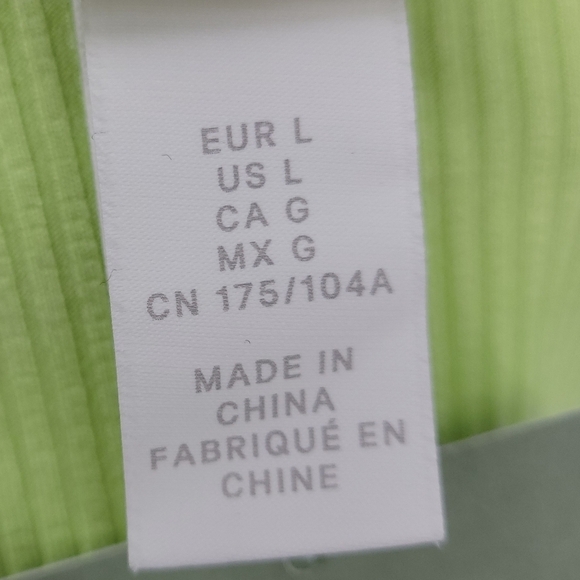 EUR L
US L
CA G
MX G
CN 175/104A
MADE IN
CHINA
FABRIQUÉ EN
CHINE